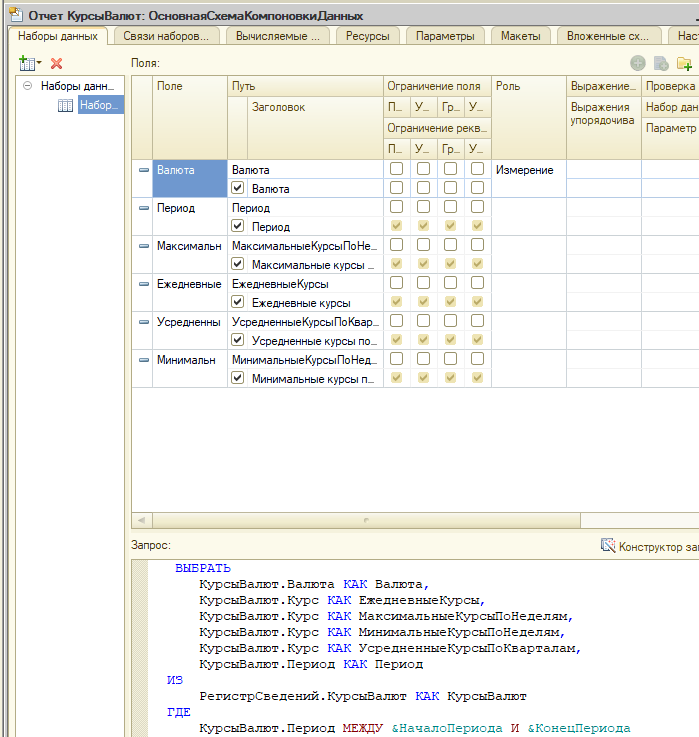 Отчет КурсыВалют: ОсновнаяСхемаКомпоновкиДанных
Наборы данных Связи наборов... Вычисляемые ... Ресурсы Параметры Макеты Вложенные сх... Наст
Поля:
Наборы данн...
Набор...
Поле Путь Ограничение поля Роль Выражение... Проверка
Заголовок П... У... Гр... У... Выражения Набор дан
упорядочива
Ограничение рекв... Параметр
П... У... Гр... У...
Валюта Валюта Измерение
Валюта
Период Период
Период
Максимальн МаксимальныеКурсыПоНе...
Максимальные курсы ...
Ежедневные ЕжедневныеКурсы
Ежедневные курсы
Усредненны УсредненныеКурсыПоКвар...
Усредненные курсы по...
Минимальн МинимальныеКурсыПоНед...
Минимальные курсы п...
Запрос: Конструктор за
ВЫБРАТЬ
КурсыВалют.Валюта КАК Валюта,
КурсыВалют.Курс КАК ЕжедневныеКурсы,
КурсыВалют.Курс КАК МаксимальныеКурсыПоНеделям,
КурсыВалют.Курс КАК МинимальныеКурсыПоНеделям,
КурсыВалют.Курс КАК УсредненныеКурсыПоКварталам,
КурсыВалют.Период КАК Период
ИЗ
РегистрСведений.КурсыВалют КАК КурсыВалют
ГДЕ
КурсыВалют.Период МЕЖДУ &НачалоПериода И &КонецПериода